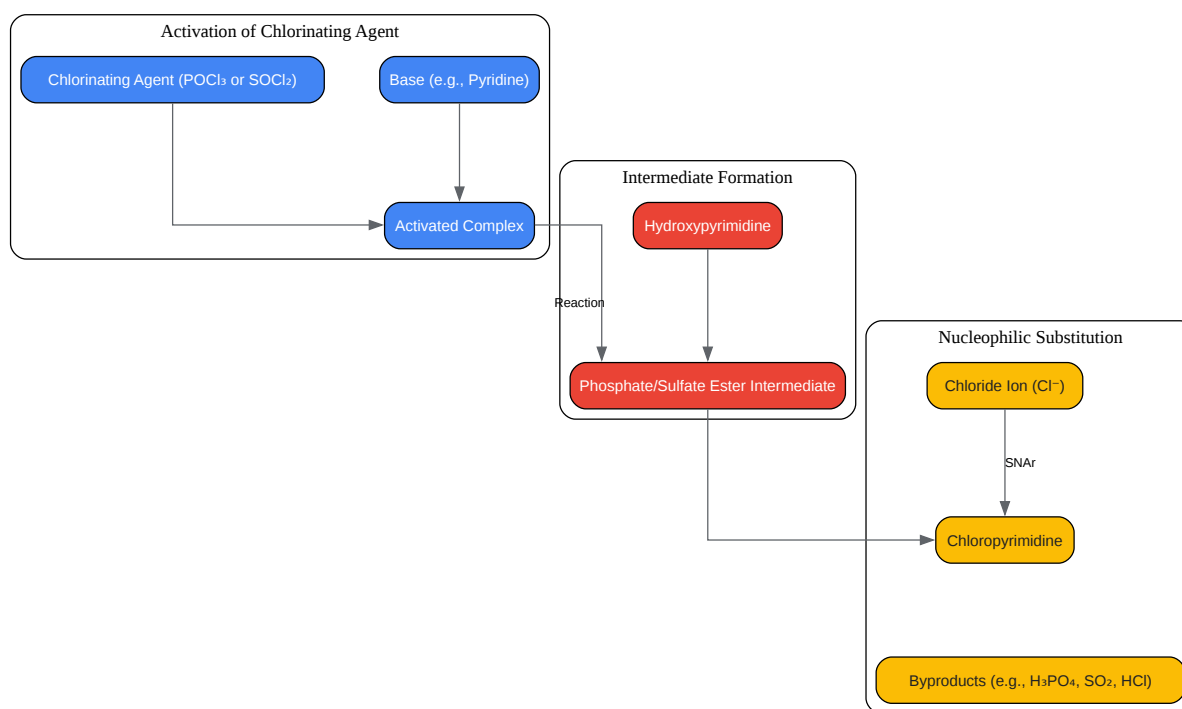 Activation of Chlorinating Agent
Chlorinating Agent (POCl₃ or SOCl₂)
Base (e.g., Pyridine)
Activated Complex
Intermediate Formation
Hydroxypyrimidine
Reaction
Phosphate/Sulfate Ester Intermediate
Nucleophilic Substitution
Chloride Ion (Cl⁻)
SNAr
Chloropyrimidine
Byproducts (e.g., H₃PO₄, SO₂, HCl)